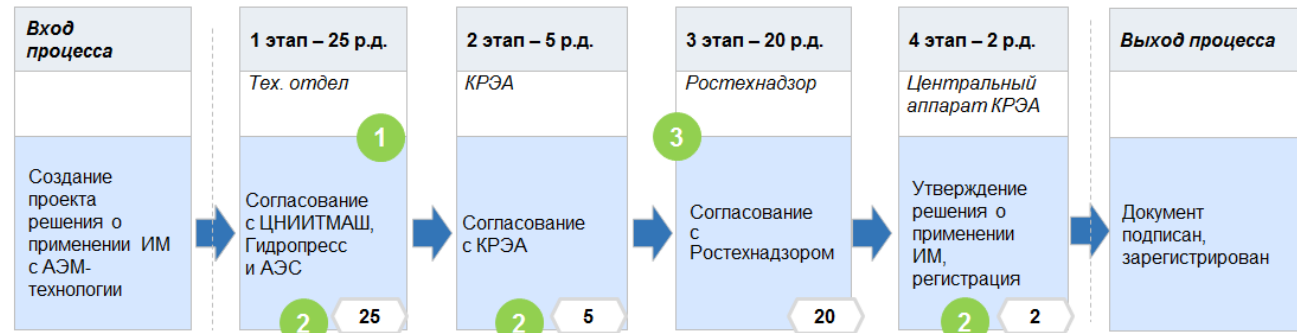 Вход
процесса
1 этап – 25 р.д.
2 этап – 5 р.д.
3 этап – 20 р.д.
4 этап – 2 р.д.
Выход процесса
Тех. отдел
КРЭА
Ростехнадзор
Центральный
аппарат КРЭА
1
3
Создание
проекта
решения о
применении ИМ
с АЭМ-
технологии
Согласование
с ЦНИИТМАШ,
Гидропресс
и АЭС
Согласование
с КРЭА
Согласование
с
Ростехнадзором
Утверждение
решения о
применении
ИМ,
регистрация
Документ
подписан,
зарегистрирован
2
25
2
5
20
2
2